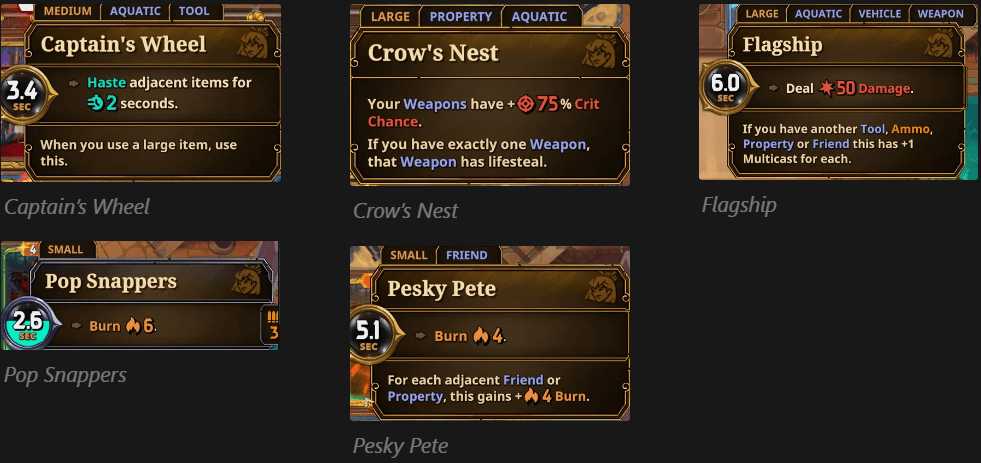 MEDIUM AQUATIC TOOL
Captain's Wheel
3.4
SEC
Haste adjacent items for
2 seconds.
When you use a large item, use
this.
Captain's Wheel
LARGE PROPERTY AQUATIC
Crow's Nest
Your Weapons have + 75% Crit
Chance.
If you have exactly one Weapon,
that Weapon has lifesteal.
Crow's Nest
LARGE AQUATIC VEHICLE WEAPON
Flagship
6.0
SEC
Deal 50 Damage.
If you have another Tool, Ammo,
Property or Friend this has +1
Multicast for each.
Flagship
4 SMALL
Pop Snappers
2.6
SEC
Burn 6.
3
Pop Snappers
SMALL FRIEND
Pesky Pete
5.1
SEC
Burn 4.
For each adjacent Friend or
Property, this gains + 4 Burn.
Pesky Pete